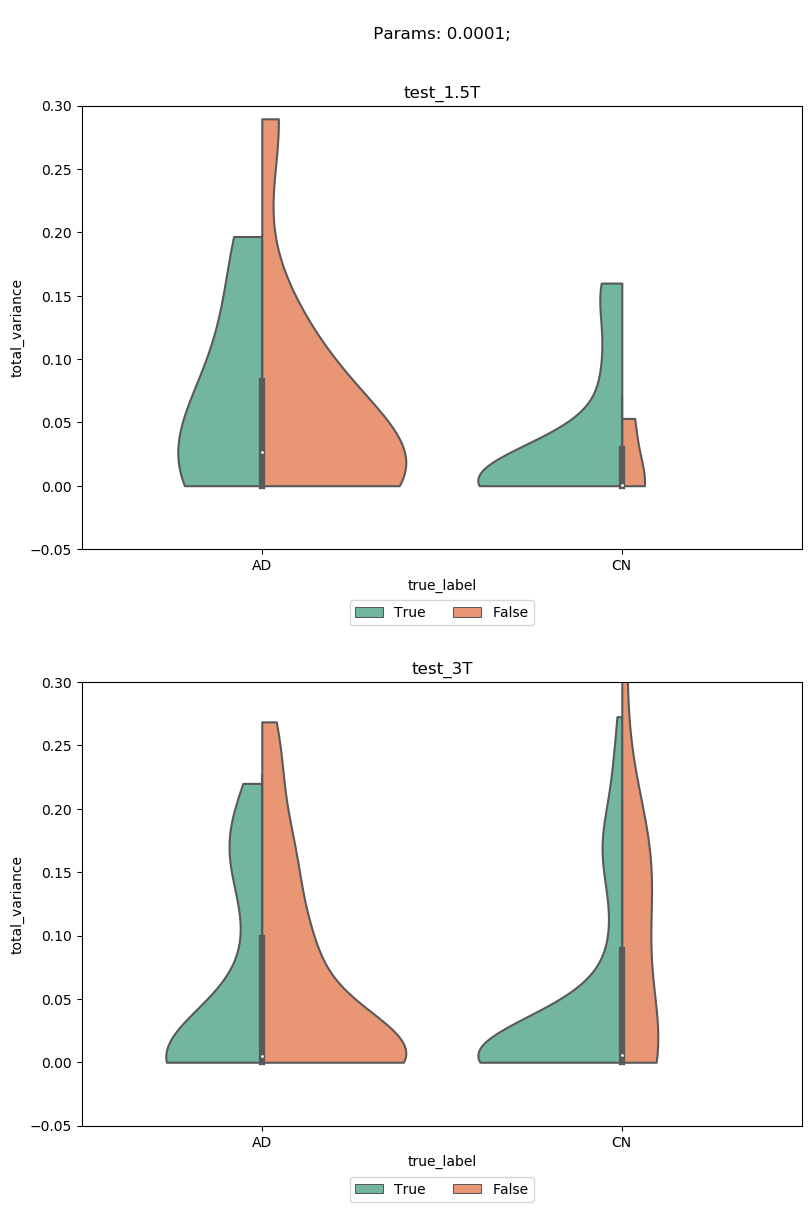 Params: 0.0001;
test_1.5T
0.30
0.25
0.20
0.15
0.10
0.05
0.00
−0.05
total_variance
AD CN
true_label
True False
test_3T
0.30
0.25
0.20
0.15
0.10
0.05
0.00
−0.05
total_variance
AD CN
true_label
True False